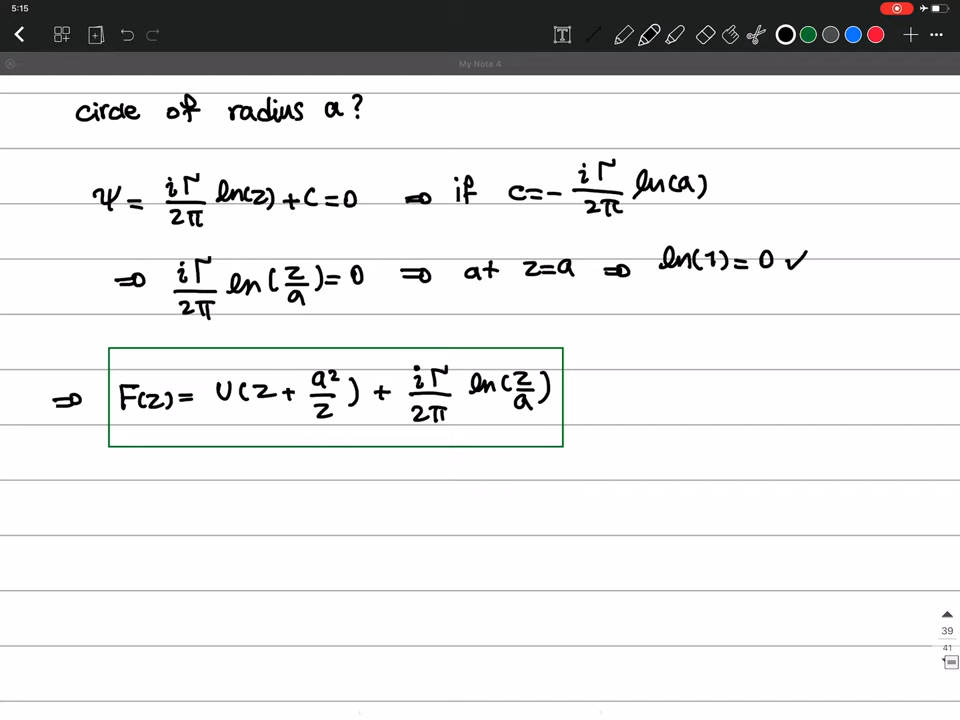 5:15
My Note 4
circle of radius a?
Ψ = iΓ/2π ln(z) + C = 0 ⇒ if C = - iΓ/2π ln(a)
⇒ iΓ/2π ln(z/a) = 0 ⇒ at z = a ⇒ ln(1) = 0 ✓
⇒ F(z) = U(z + a²/z) + iΓ/2π ln(z/a)
39
41